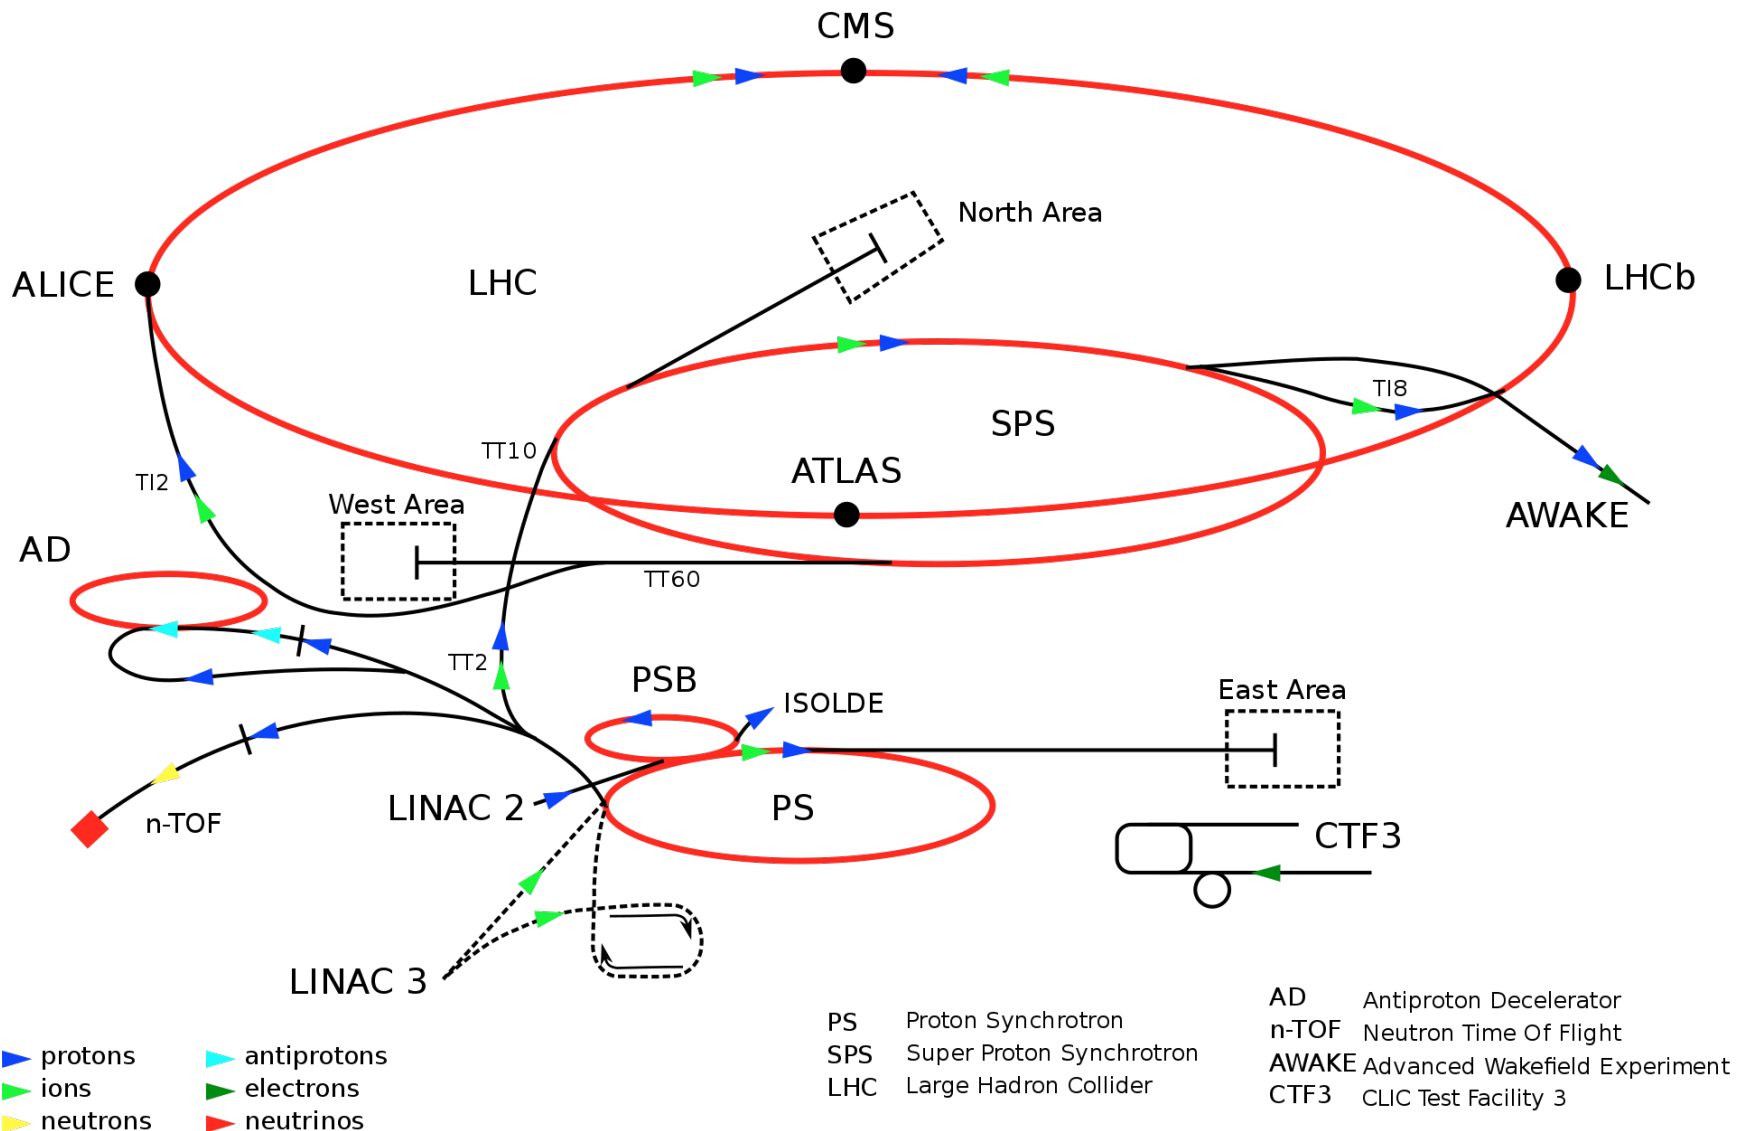 CMS
North Area
ALICE
LHC
LHCb
TI8
SPS
TT10
ATLAS
TI2
West Area
AWAKE
AD
TT60
TT2
PSB
ISOLDE
East Area
LINAC 2
PS
n-TOF
CTF3
LINAC 3
protons
ions
neutrons
antiprotons
electrons
neutrinos
PS Proton Synchrotron
SPS Super Proton Synchrotron
LHC Large Hadron Collider
AD Antiproton Decelerator
n-TOF Neutron Time Of Flight
AWAKE Advanced Wakefield Experiment
CTF3 CLIC Test Facility 3